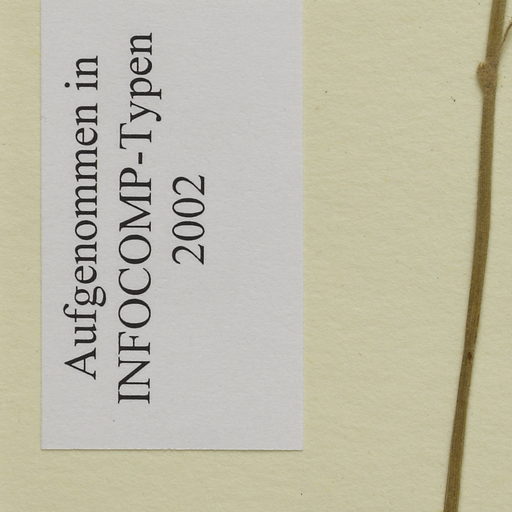 Aufgenommen in
INFOCOMP-Typen
2002